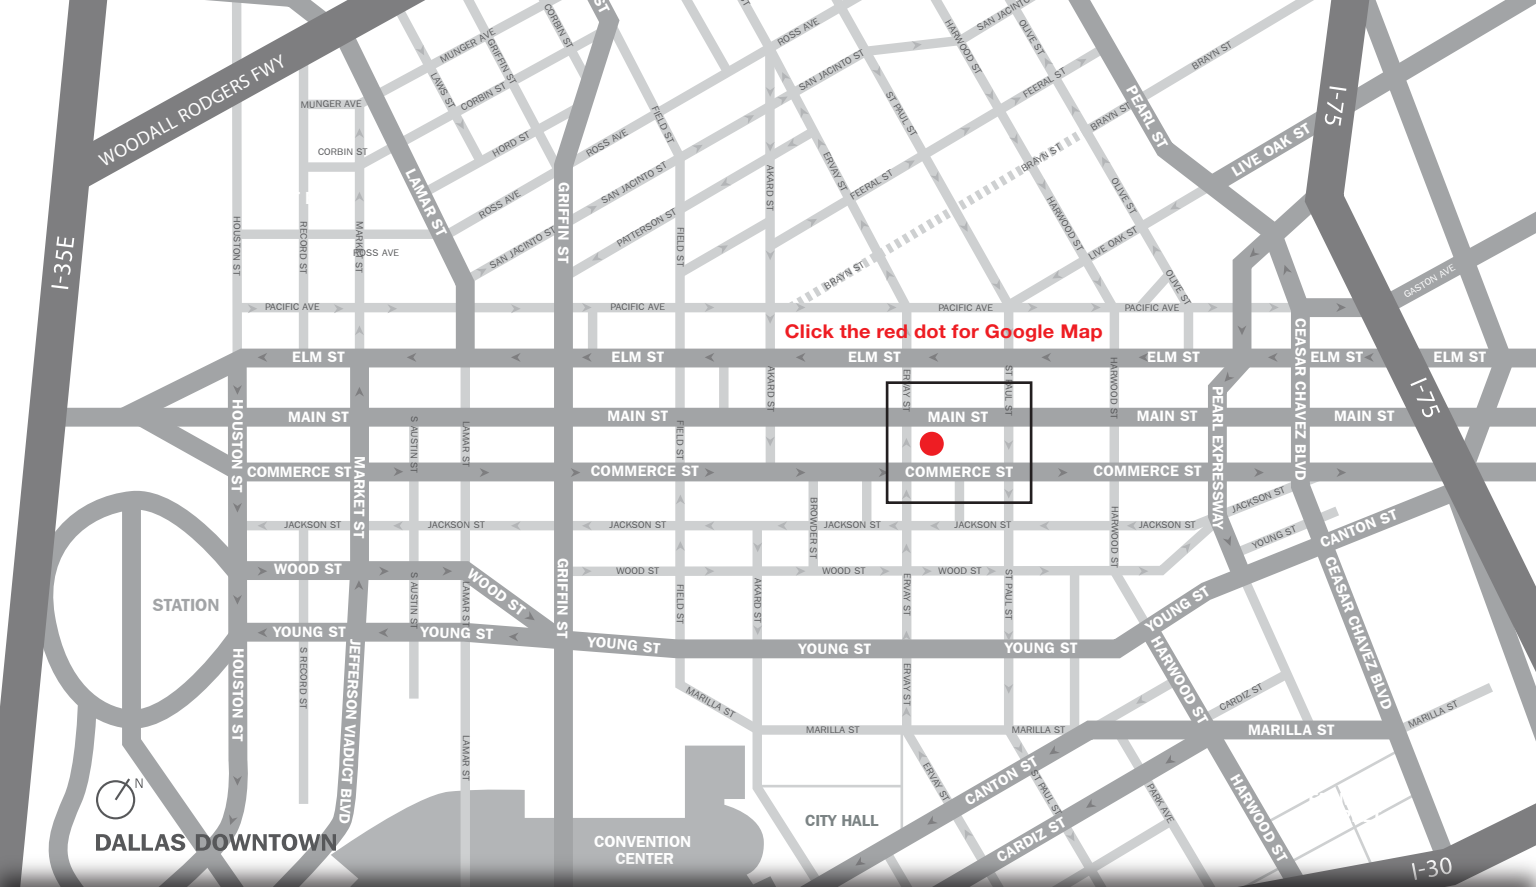 ST
CORBIN ST
ROSS AVE
SAN JACINTO
MUNGER AVE
GRIFFIN ST
HARWOOD ST
OLIVE ST
BRAYN ST
WOODALL RODGERS FWY
LAWS ST
CORBIN ST
SAN JACINTO ST
FEERAL ST
I-75
MUNGER AVE
FIELD ST
ST PAUL ST
BRAYN ST
PEARL ST
CORBIN ST
HORD ST
ROSS AVE
BRAYN ST
LIVE OAK ST
LAMAR ST
GRIFFIN ST
SAN JACINTO ST
AKARD ST
ERVAY ST
FEERAL ST
OLIVE ST
ROSS AVE
HARWOOD ST
HOUSTON ST
RECORD ST
MARKET ST
ROSS AVE
SAN JACINTO ST
PATTERSON ST
FIELD ST
LIVE OAK ST
I-35E
BRAYN ST
OLIVE ST
GASTON AVE
PACIFIC AVE
PACIFIC AVE
PACIFIC AVE
PACIFIC AVE
Click the red dot for Google Map
ELM ST
ELM ST
ELM ST
ELM ST
ELM ST
ELM ST
CEASAR CHAVEZ BLVD
AKARD ST
ERVAY ST
ST PAUL ST
HARWOOD ST
PEARL EXPRESSWAY
I-75
MAIN ST
MAIN ST
MAIN ST
MAIN ST
MAIN ST
HOUSTON ST
S AUSTIN ST
LAMAR ST
FIELD ST
COMMERCE ST
COMMERCE ST
COMMERCE ST
COMMERCE ST
MARKET ST
BROWDER ST
HARWOOD ST
JACKSON ST
JACKSON ST
JACKSON ST
JACKSON ST
JACKSON ST
JACKSON ST
JACKSON ST
YOUNG ST
CANTON ST
WOOD ST
WOOD ST
WOOD ST
WOOD ST
WOOD ST
GRIFFIN ST
S AUSTIN ST
LAMAR ST
FIELD ST
AKARD ST
ERVAY ST
ST PAUL ST
CEASAR CHAVEZ BLVD
STATION
YOUNG ST
YOUNG ST
YOUNG ST
YOUNG ST
YOUNG ST
YOUNG ST
HOUSTON ST
S RECORD ST
JEFFERSON VIADUCT BLVD
ERVAY ST
HARWOOD ST
MARILLA ST
CARDIZ ST
MARILLA ST
MARILLA ST
MARILLA ST
MARILLA ST
LAMAR ST
CANTON ST
ERVAY ST
ST PAUL ST
PARK AVE
HARWOOD ST
N
CITY HALL
CARDIZ ST
DALLAS DOWNTOWN
CONVENTION
CENTER
I-30